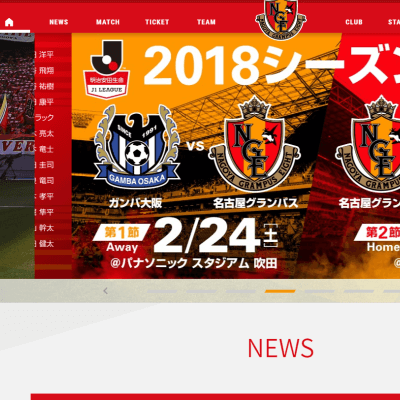 NEWS MATCH TICKET TEAM CLUB STA
洋平
飛翔
祐樹
康平
ラック
亮太
竜士
圭司
竜司
孝平
隼平
幹太
健太
明治安田生命
J1 LEAGUE
2018シーズン
SINCE 1991
GAMBA OSAKA
VS
NAGOYA GRAMPUS EIGHT
ガンバ大阪
名古屋グランパス
名古屋グラ
第1節
Away
2/24土
@パナソニック スタジアム 吹田
第2節
Home
@
NEWS